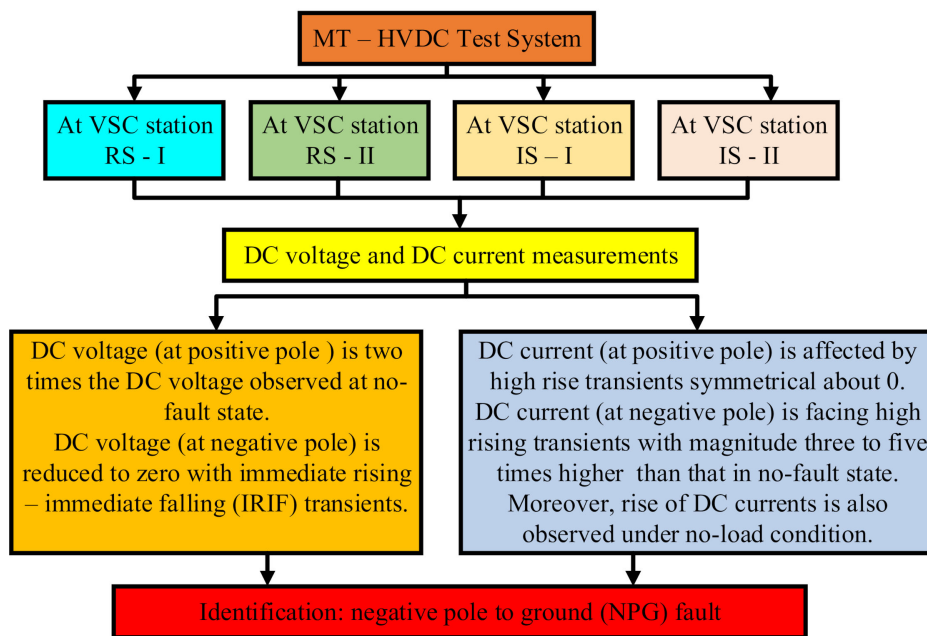 MT – HVDC Test System
At VSC station
RS - I
At VSC station
RS - II
At VSC station
IS – I
At VSC station
IS - II
DC voltage and DC current measurements
DC voltage (at positive pole ) is two
times the DC voltage observed at no-
fault state.
DC voltage (at negative pole) is
reduced to zero with immediate rising
– immediate falling (IRIF) transients.
DC current (at positive pole) is affected by
high rise transients symmetrical about 0.
DC current (at negative pole) is facing high
rising transients with magnitude three to five
times higher than that in no-fault state.
Moreover, rise of DC currents is also
observed under no-load condition.
Identification: negative pole to ground (NPG) fault